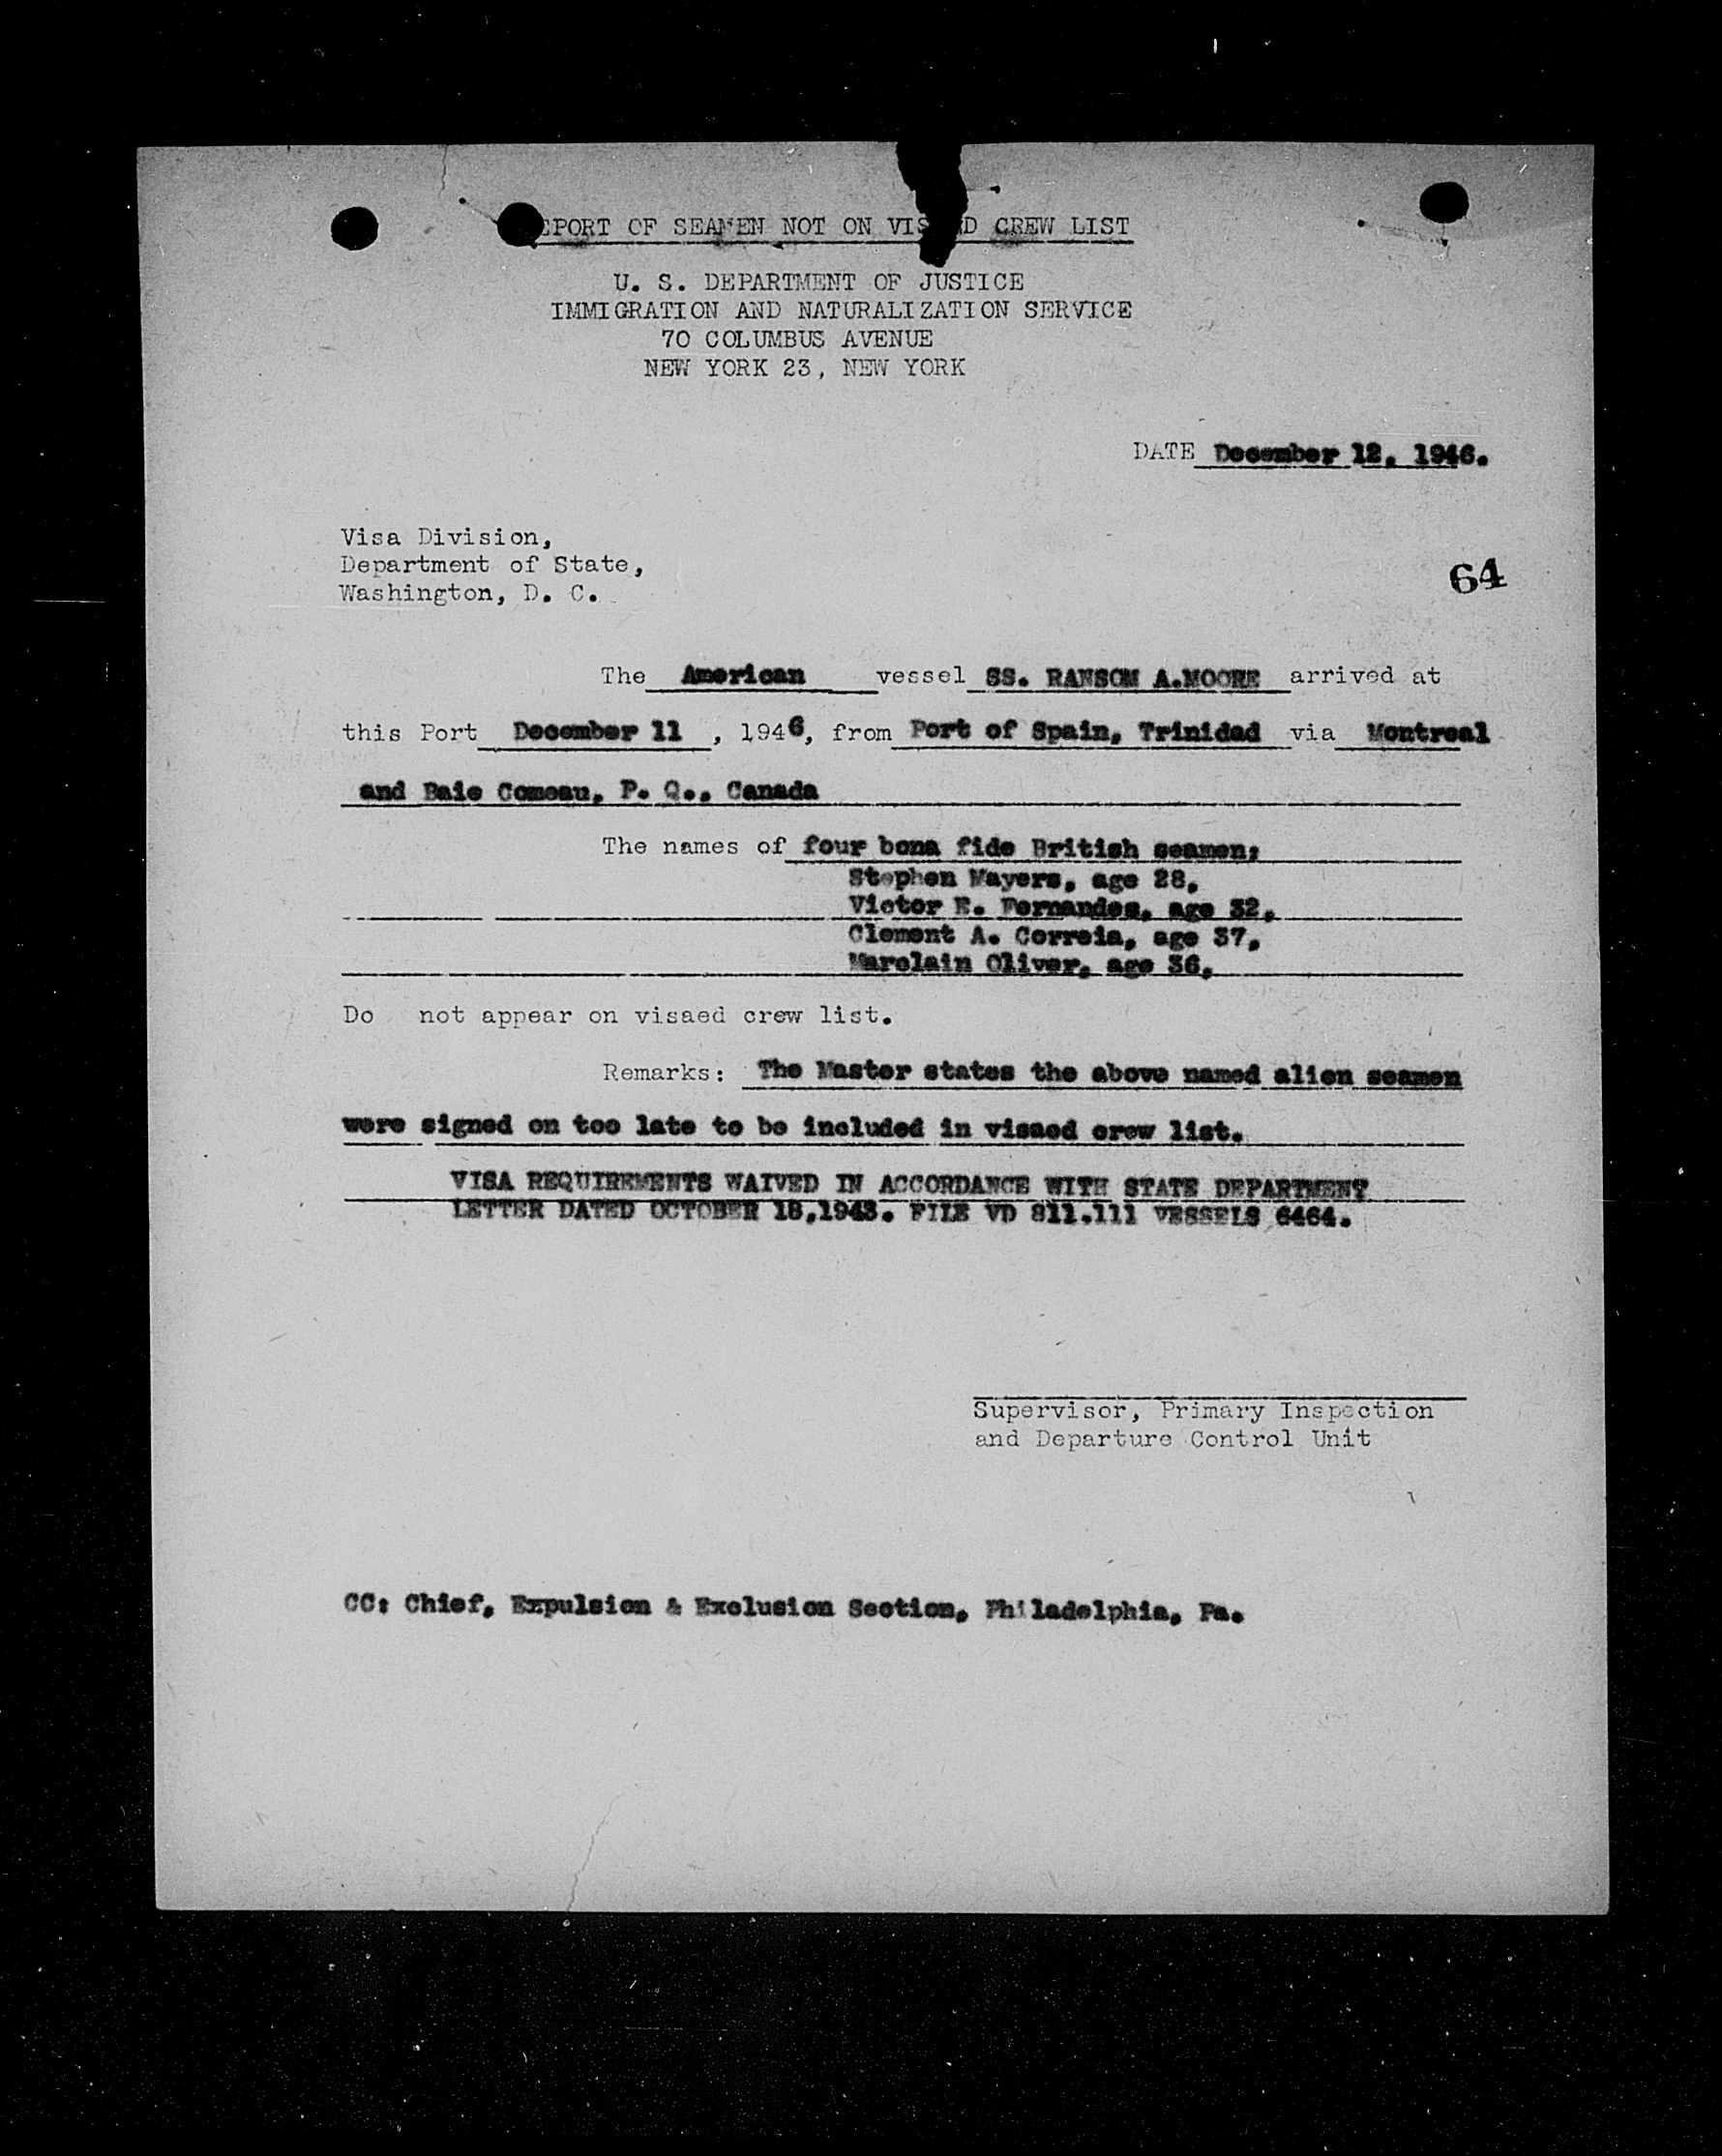 EPORT OF SEAMEN NOT ON VIS D CREW LIST
U. S. DEPARTMENT OF JUSTICE
IMMIGRATION AND NATURALIZATION SERVICE
70 COLUMBUS AVENUE
NEW YORK 23, NEW YORK
DATE December 12, 1946.
Visa Division,
Department of State,
Washington, D. C.
64
The American vessel SS. RANSOM A.MOORE arrived at
this Port December 11 , 1946, from Port of Spain, Trinidad via Montreal
and Baie Comeau, P. Q., Canada
The names of four bona fide British seamen:
Stephen Mayers, age 28,
Victor E. Fernandes, age 32,
Clement A. Correia, age 37,
Marclain Oliver, age 36,
Do not appear on visaed crew list.
Remarks: The Master states the above named alien seamen
were signed on too late to be included in visaed crew list.
VISA REQUIREMENTS WAIVED IN ACCORDANCE WITH STATE DEPARTMENT
LETTER DATED OCTOBER 18,1943. FILE VD 811.111 VESSELS 6464.
Supervisor, Primary Inspection
and Departure Control Unit
CC: Chief, Expulsion & Exclusion Section, Philadelphia, Pa.